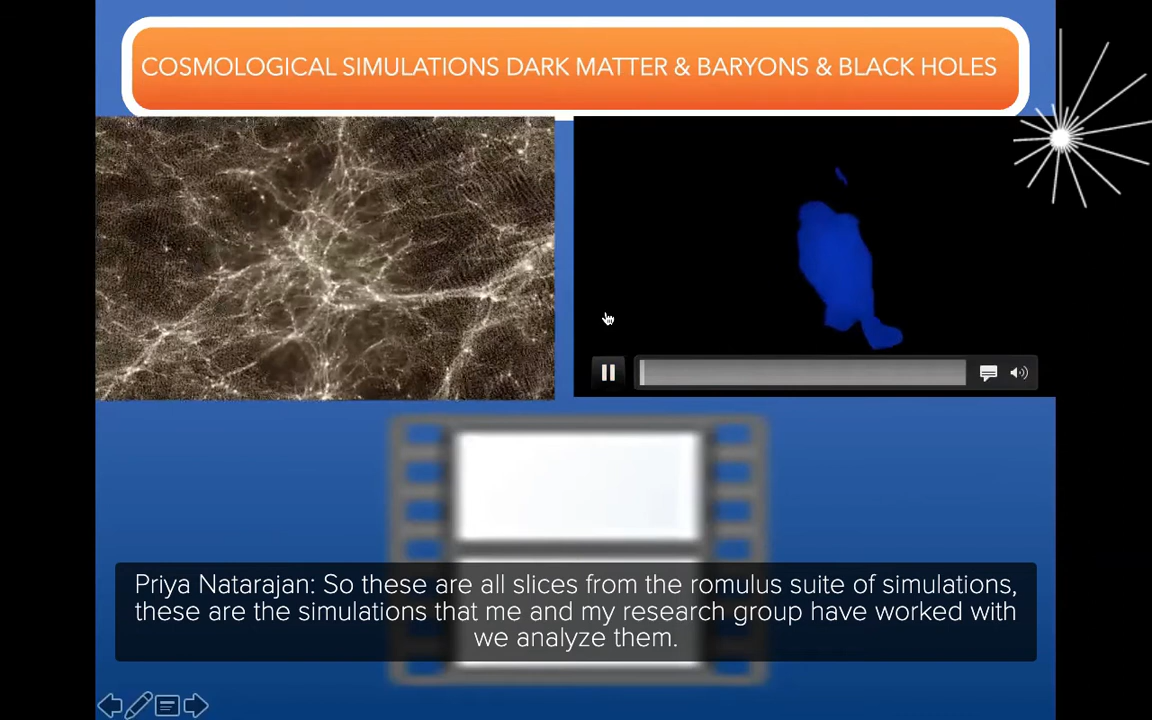 COSMOLOGICAL SIMULATIONS DARK MATTER & BARYONS & BLACK HOLES
Priya Natarajan: So these are all slices from the romulus suite of simulations,
these are the simulations that me and my research group have worked with
we analyze them.